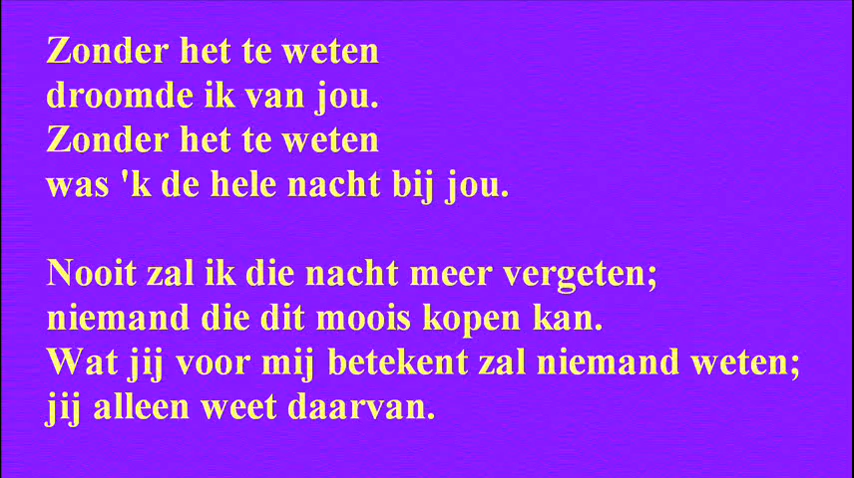 Zonder het te weten
droomde ik van jou.
Zonder het te weten
was 'k de hele nacht bij jou.
Nooit zal ik die nacht meer vergeten;
niemand die dit moois kopen kan.
Wat jij voor mij betekent zal niemand weten;
jij alleen weet daarvan.